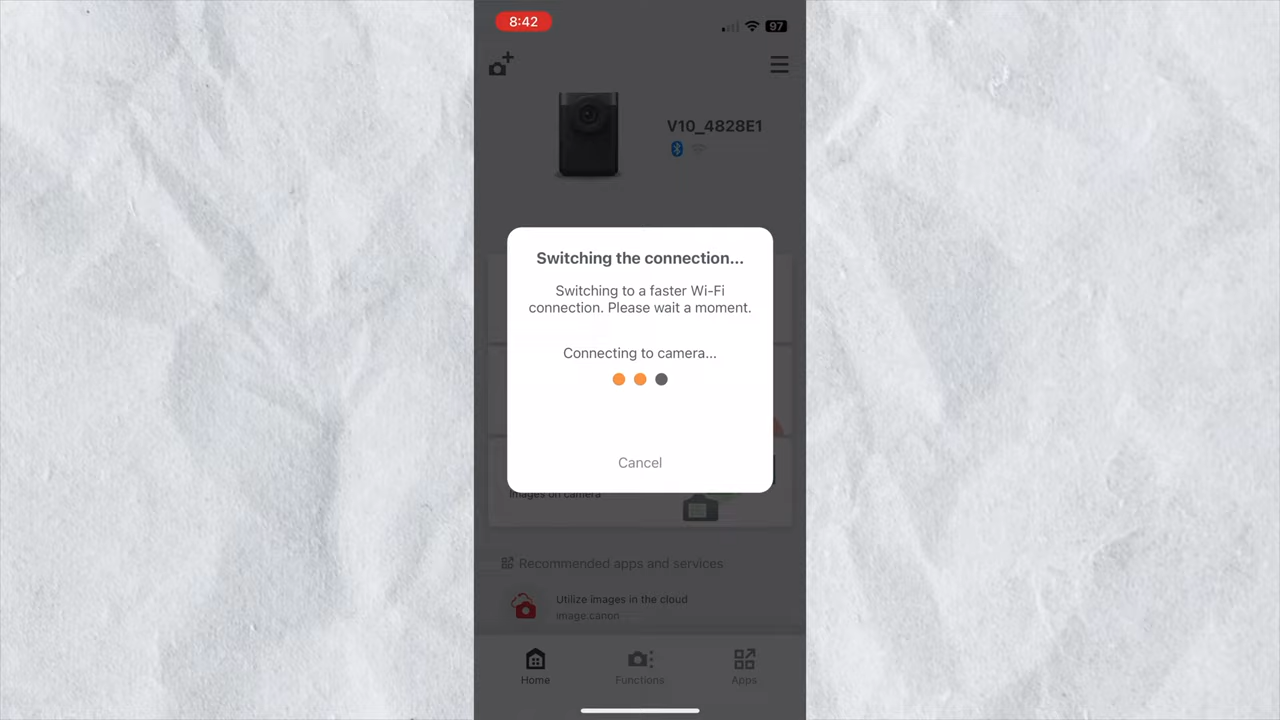 8:42
97
V10_4828E1
Switching the connection...
Switching to a faster Wi-Fi
connection. Please wait a moment.
Connecting to camera...
Cancel
Images on camera
Recommended apps and services
Utilize images in the cloud
image.canon
Home
Functions
Apps